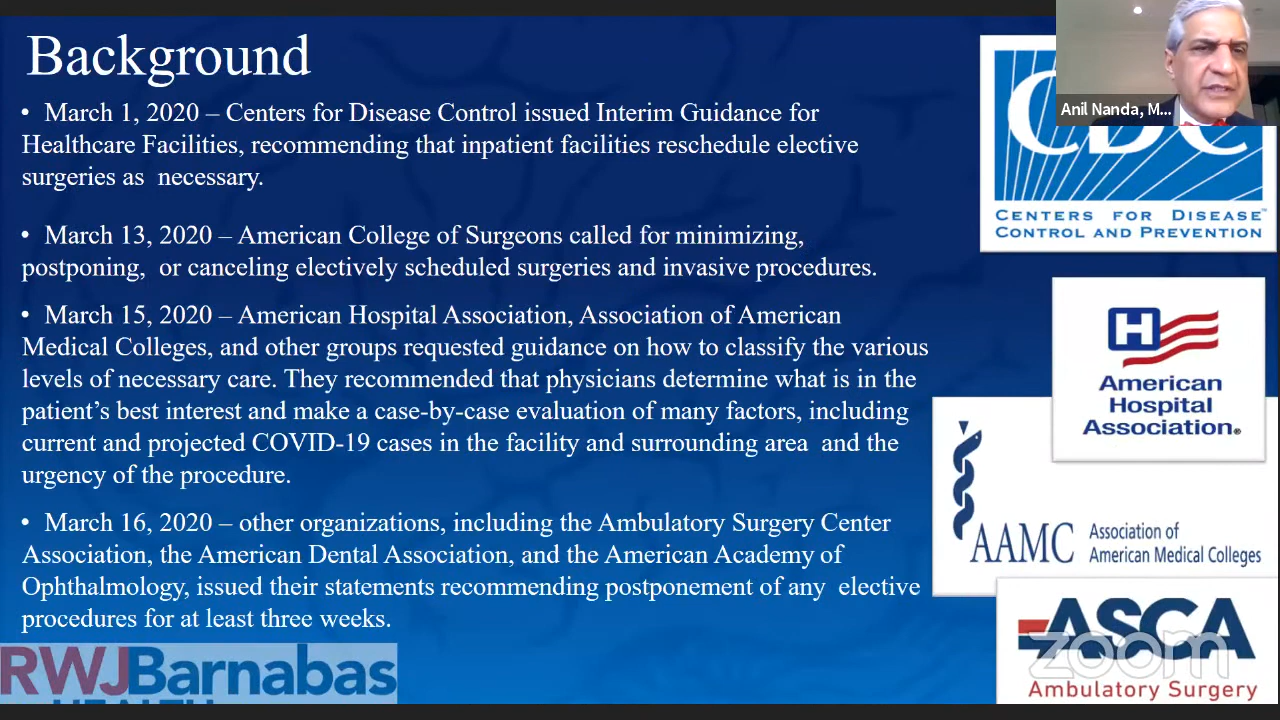 Background
• March 1, 2020 – Centers for Disease Control issued Interim Guidance for
Healthcare Facilities, recommending that inpatient facilities reschedule elective
surgeries as necessary.
• March 13, 2020 – American College of Surgeons called for minimizing,
postponing, or canceling electively scheduled surgeries and invasive procedures.
• March 15, 2020 – American Hospital Association, Association of American
Medical Colleges, and other groups requested guidance on how to classify the various
levels of necessary care. They recommended that physicians determine what is in the
patient’s best interest and make a case-by-case evaluation of many factors, including
current and projected COVID-19 cases in the facility and surrounding area and the
urgency of the procedure.
• March 16, 2020 – other organizations, including the Ambulatory Surgery Center
Association, the American Dental Association, and the American Academy of
Ophthalmology, issued their statements recommending postponement of any elective
procedures for at least three weeks.
RWJBarnabas
HEALTH
Anil Nanda, M...
CDC
CENTERS FOR DISEASE™
CONTROL AND PREVENTION
H
American
Hospital
Association®
AAMC
Association of
American Medical Colleges
ASCA
zoom
Ambulatory Surgery